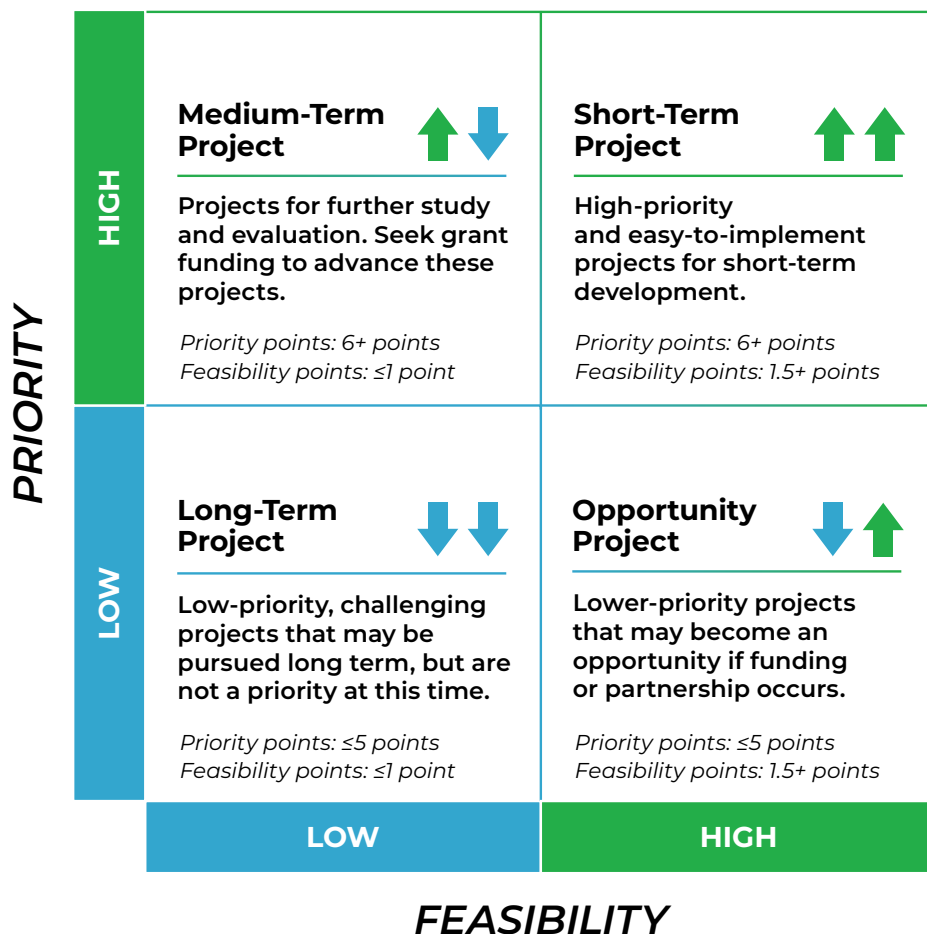 PRIORITY
HIGH
Medium-Term
Project
Projects for further study
and evaluation. Seek grant
funding to advance these
projects.
Priority points: 6+ points
Feasibility points: ≤1 point
Short-Term
Project
High-priority
and easy-to-implement
projects for short-term
development.
Priority points: 6+ points
Feasibility points: 1.5+ points
LOW
Long-Term
Project
Low-priority, challenging
projects that may be
pursued long term, but are
not a priority at this time.
Priority points: ≤5 points
Feasibility points: ≤1 point
Opportunity
Project
Lower-priority projects
that may become an
opportunity if funding
or partnership occurs.
Priority points: ≤5 points
Feasibility points: 1.5+ points
LOW
HIGH
FEASIBILITY